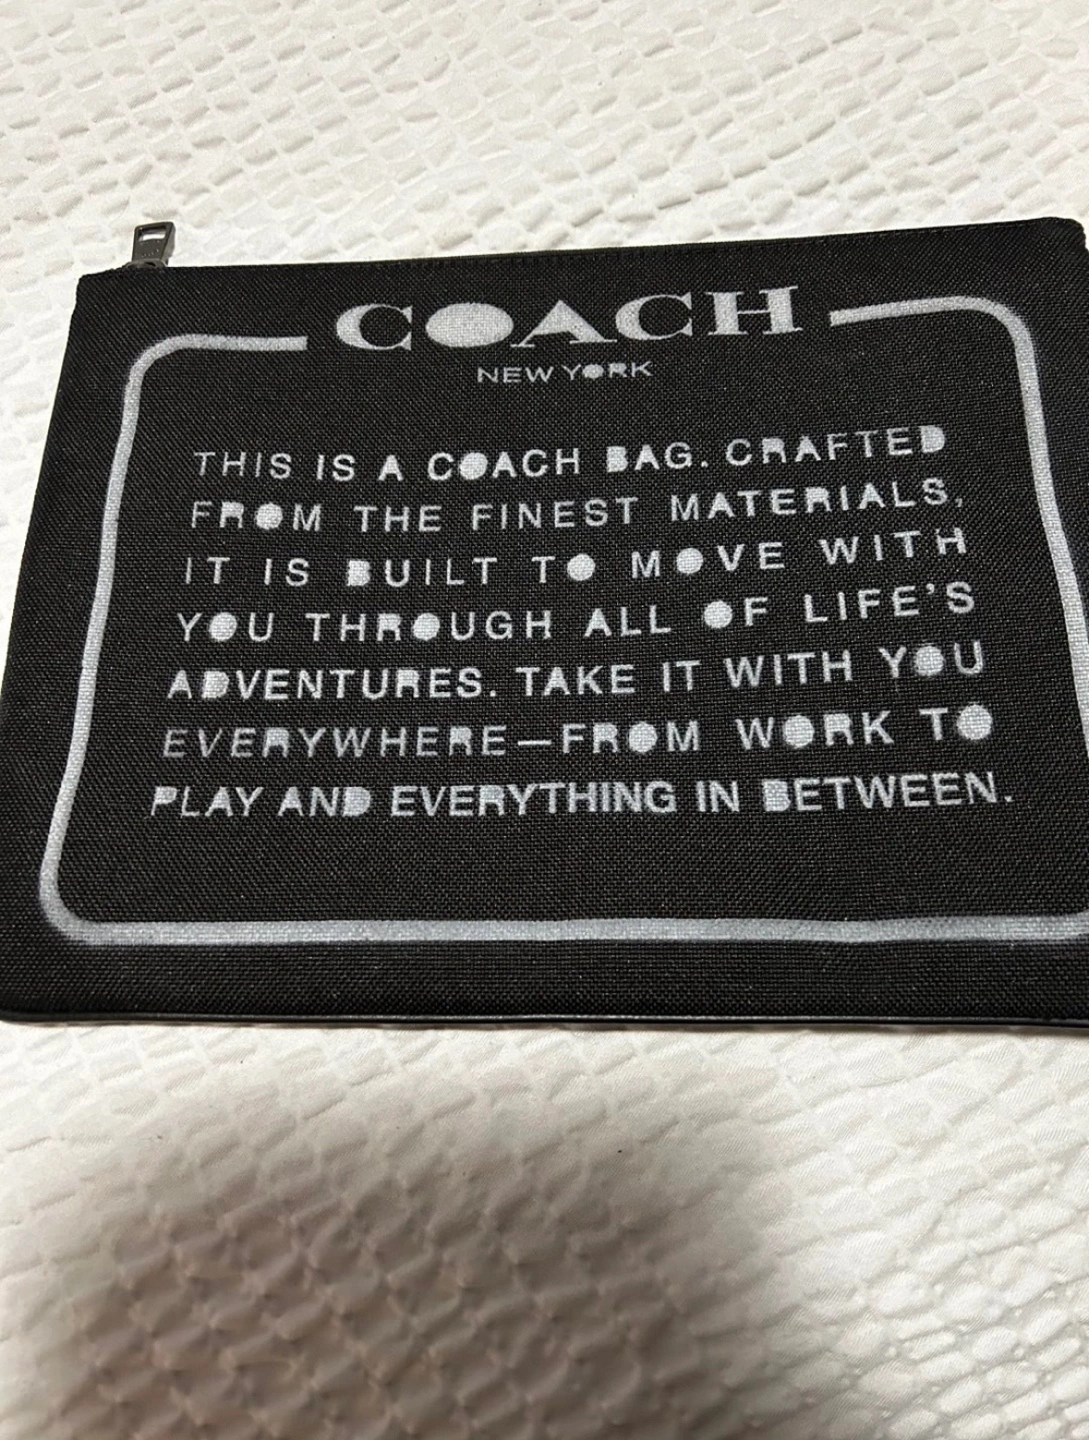 COACH
NEW YORK
THIS IS A COACH BAG. CRAFTED
FROM THE FINEST MATERIALS,
IT IS BUILT TO MOVE WITH
YOU THROUGH ALL OF LIFE'S
ADVENTURES. TAKE IT WITH YOU
EVERYWHERE—FROM WORK TO
PLAY AND EVERYTHING IN BETWEEN.